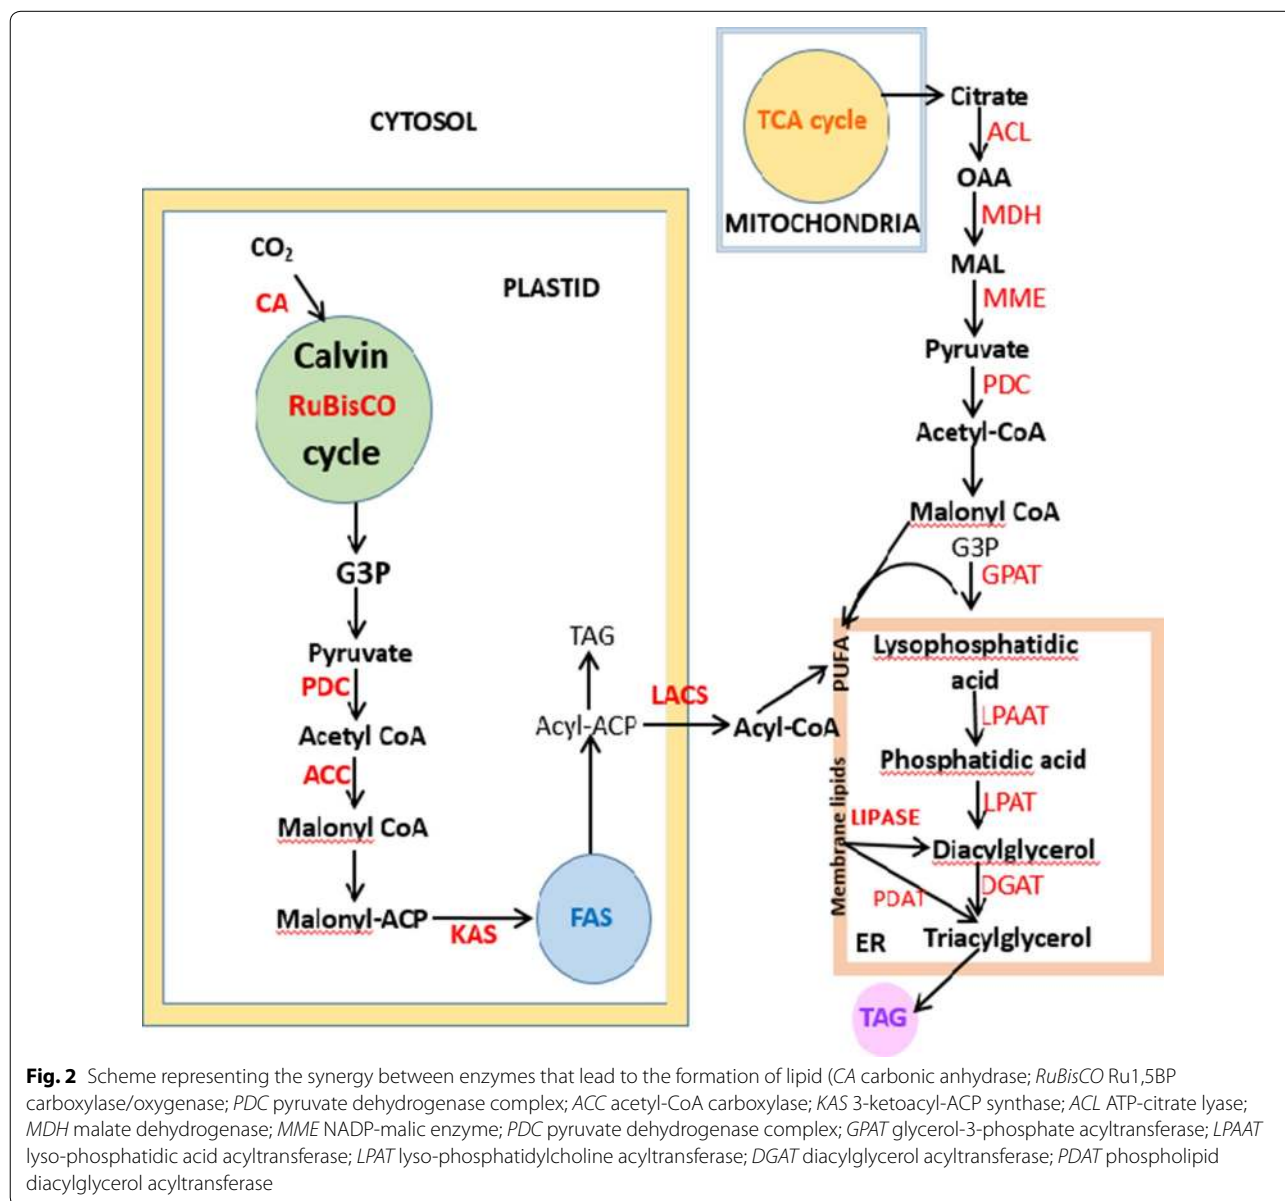 CYTOSOL
TCA cycle
MITOCHONDRIA
Citrate
ACL
OAA
MDH
MAL
MME
Pyruvate
PDC
Acetyl-CoA
Malonyl CoA
G3P
GPAT
PLASTID
CO₂
CA
Calvin
RuBisCO
cycle
G3P
Pyruvate
PDC
Acetyl CoA
ACC
Malonyl CoA
Malonyl-ACP
KAS
FAS
TAG
Acyl-ACP
LACS
Acyl-CoA
PUFA
Membrane lipids
Lysophosphatidic
acid
LPAAT
Phosphatidic acid
LPAT
LIPASE
Diacylglycerol
DGAT
PDAT
ER
Triacylglycerol
TAG
Fig. 2 Scheme representing the synergy between enzymes that lead to the formation of lipid (CA carbonic anhydrase; RuBisCO Ru1,5BP
carboxylase/oxygenase; PDC pyruvate dehydrogenase complex; ACC acetyl-CoA carboxylase; KAS 3-ketoacyl-ACP synthase; ACL ATP-citrate lyase;
MDH malate dehydrogenase; MME NADP-malic enzyme; PDC pyruvate dehydrogenase complex; GPAT glycerol-3-phosphate acyltransferase; LPAAT
lyso-phosphatidic acid acyltransferase; LPAT lyso-phosphatidylcholine acyltransferase; DGAT diacylglycerol acyltransferase; PDAT phospholipid
diacylglycerol acyltransferase